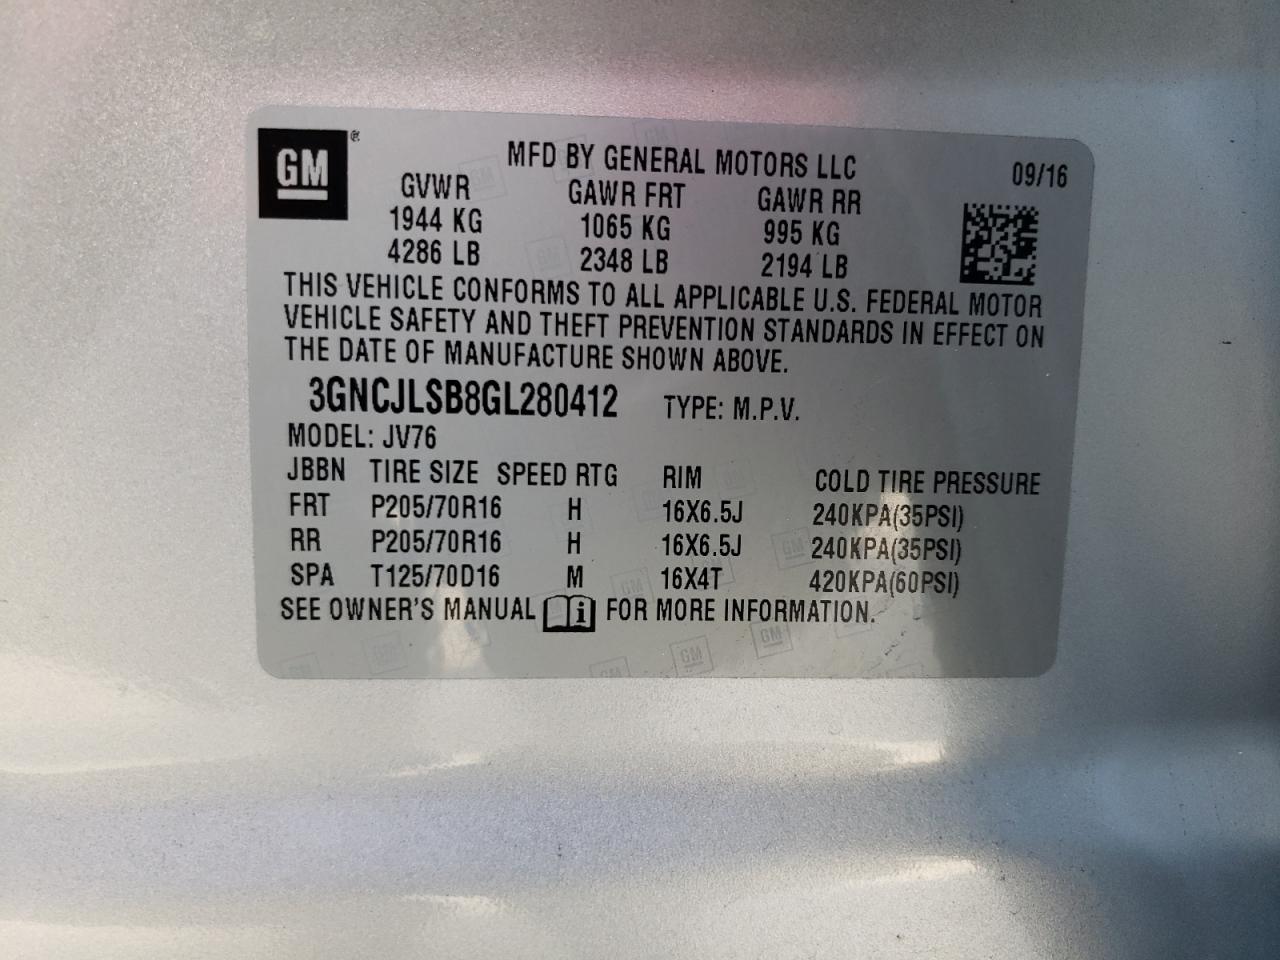 GM®
MFD BY GENERAL MOTORS LLC 09/16
GVWR GAWR FRT GAWR RR
1944 KG 1065 KG 995 KG
4286 LB 2348 LB 2194 LB
THIS VEHICLE CONFORMS TO ALL APPLICABLE U.S. FEDERAL MOTOR
VEHICLE SAFETY AND THEFT PREVENTION STANDARDS IN EFFECT ON
THE DATE OF MANUFACTURE SHOWN ABOVE.
3GNCJLSB8GL280412 TYPE: M.P.V.
MODEL: JV76
JBBN TIRE SIZE SPEED RTG RIM COLD TIRE PRESSURE
FRT P205/70R16 H 16X6.5J 240KPA(35PSI)
RR P205/70R16 H 16X6.5J 240KPA(35PSI)
SPA T125/70D16 M 16X4T 420KPA(60PSI)
SEE OWNER'S MANUAL i FOR MORE INFORMATION.